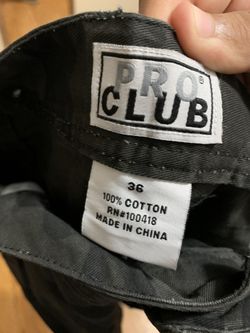 PRO®
CLUB
36
100% COTTON
RN#100418
MADE IN CHINA